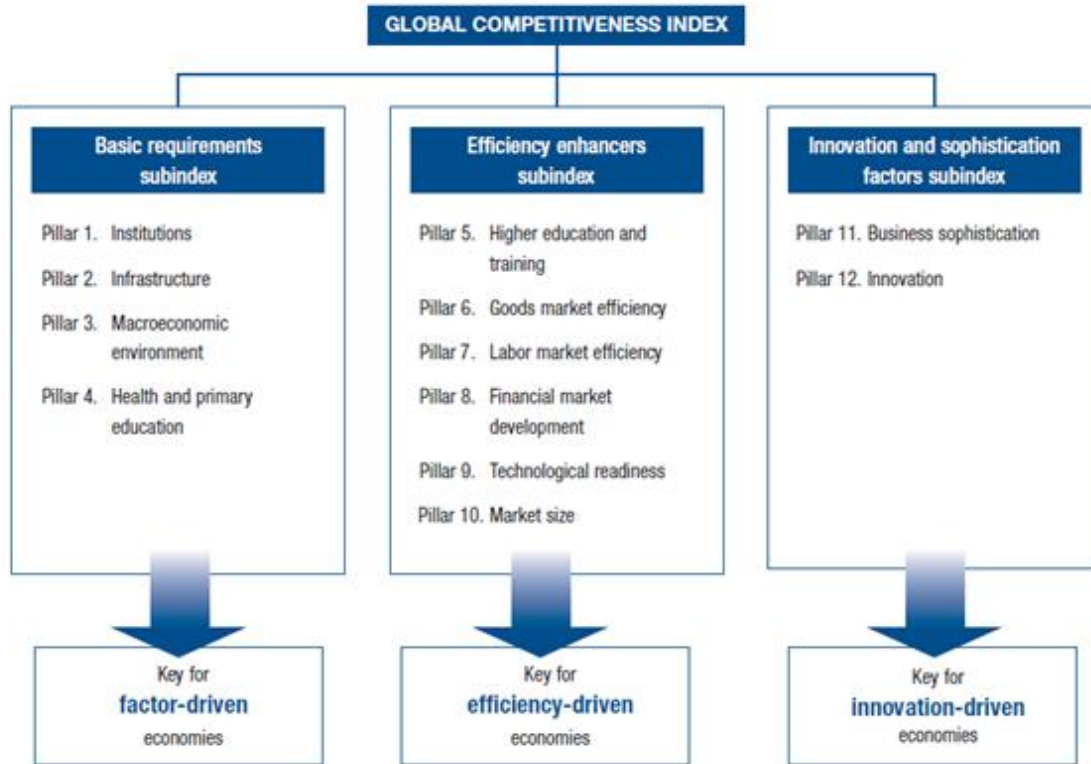 GLOBAL COMPETITIVENESS INDEX
Basic requirements
subindex
Pillar 1. Institutions
Pillar 2. Infrastructure
Pillar 3. Macroeconomic
environment
Pillar 4. Health and primary
education
Key for
factor-driven
economies
Efficiency enhancers
subindex
Pillar 5. Higher education and
training
Pillar 6. Goods market efficiency
Pillar 7. Labor market efficiency
Pillar 8. Financial market
development
Pillar 9. Technological readiness
Pillar 10. Market size
Key for
efficiency-driven
economies
Innovation and sophistication
factors subindex
Pillar 11. Business sophistication
Pillar 12. Innovation
Key for
innovation-driven
economies